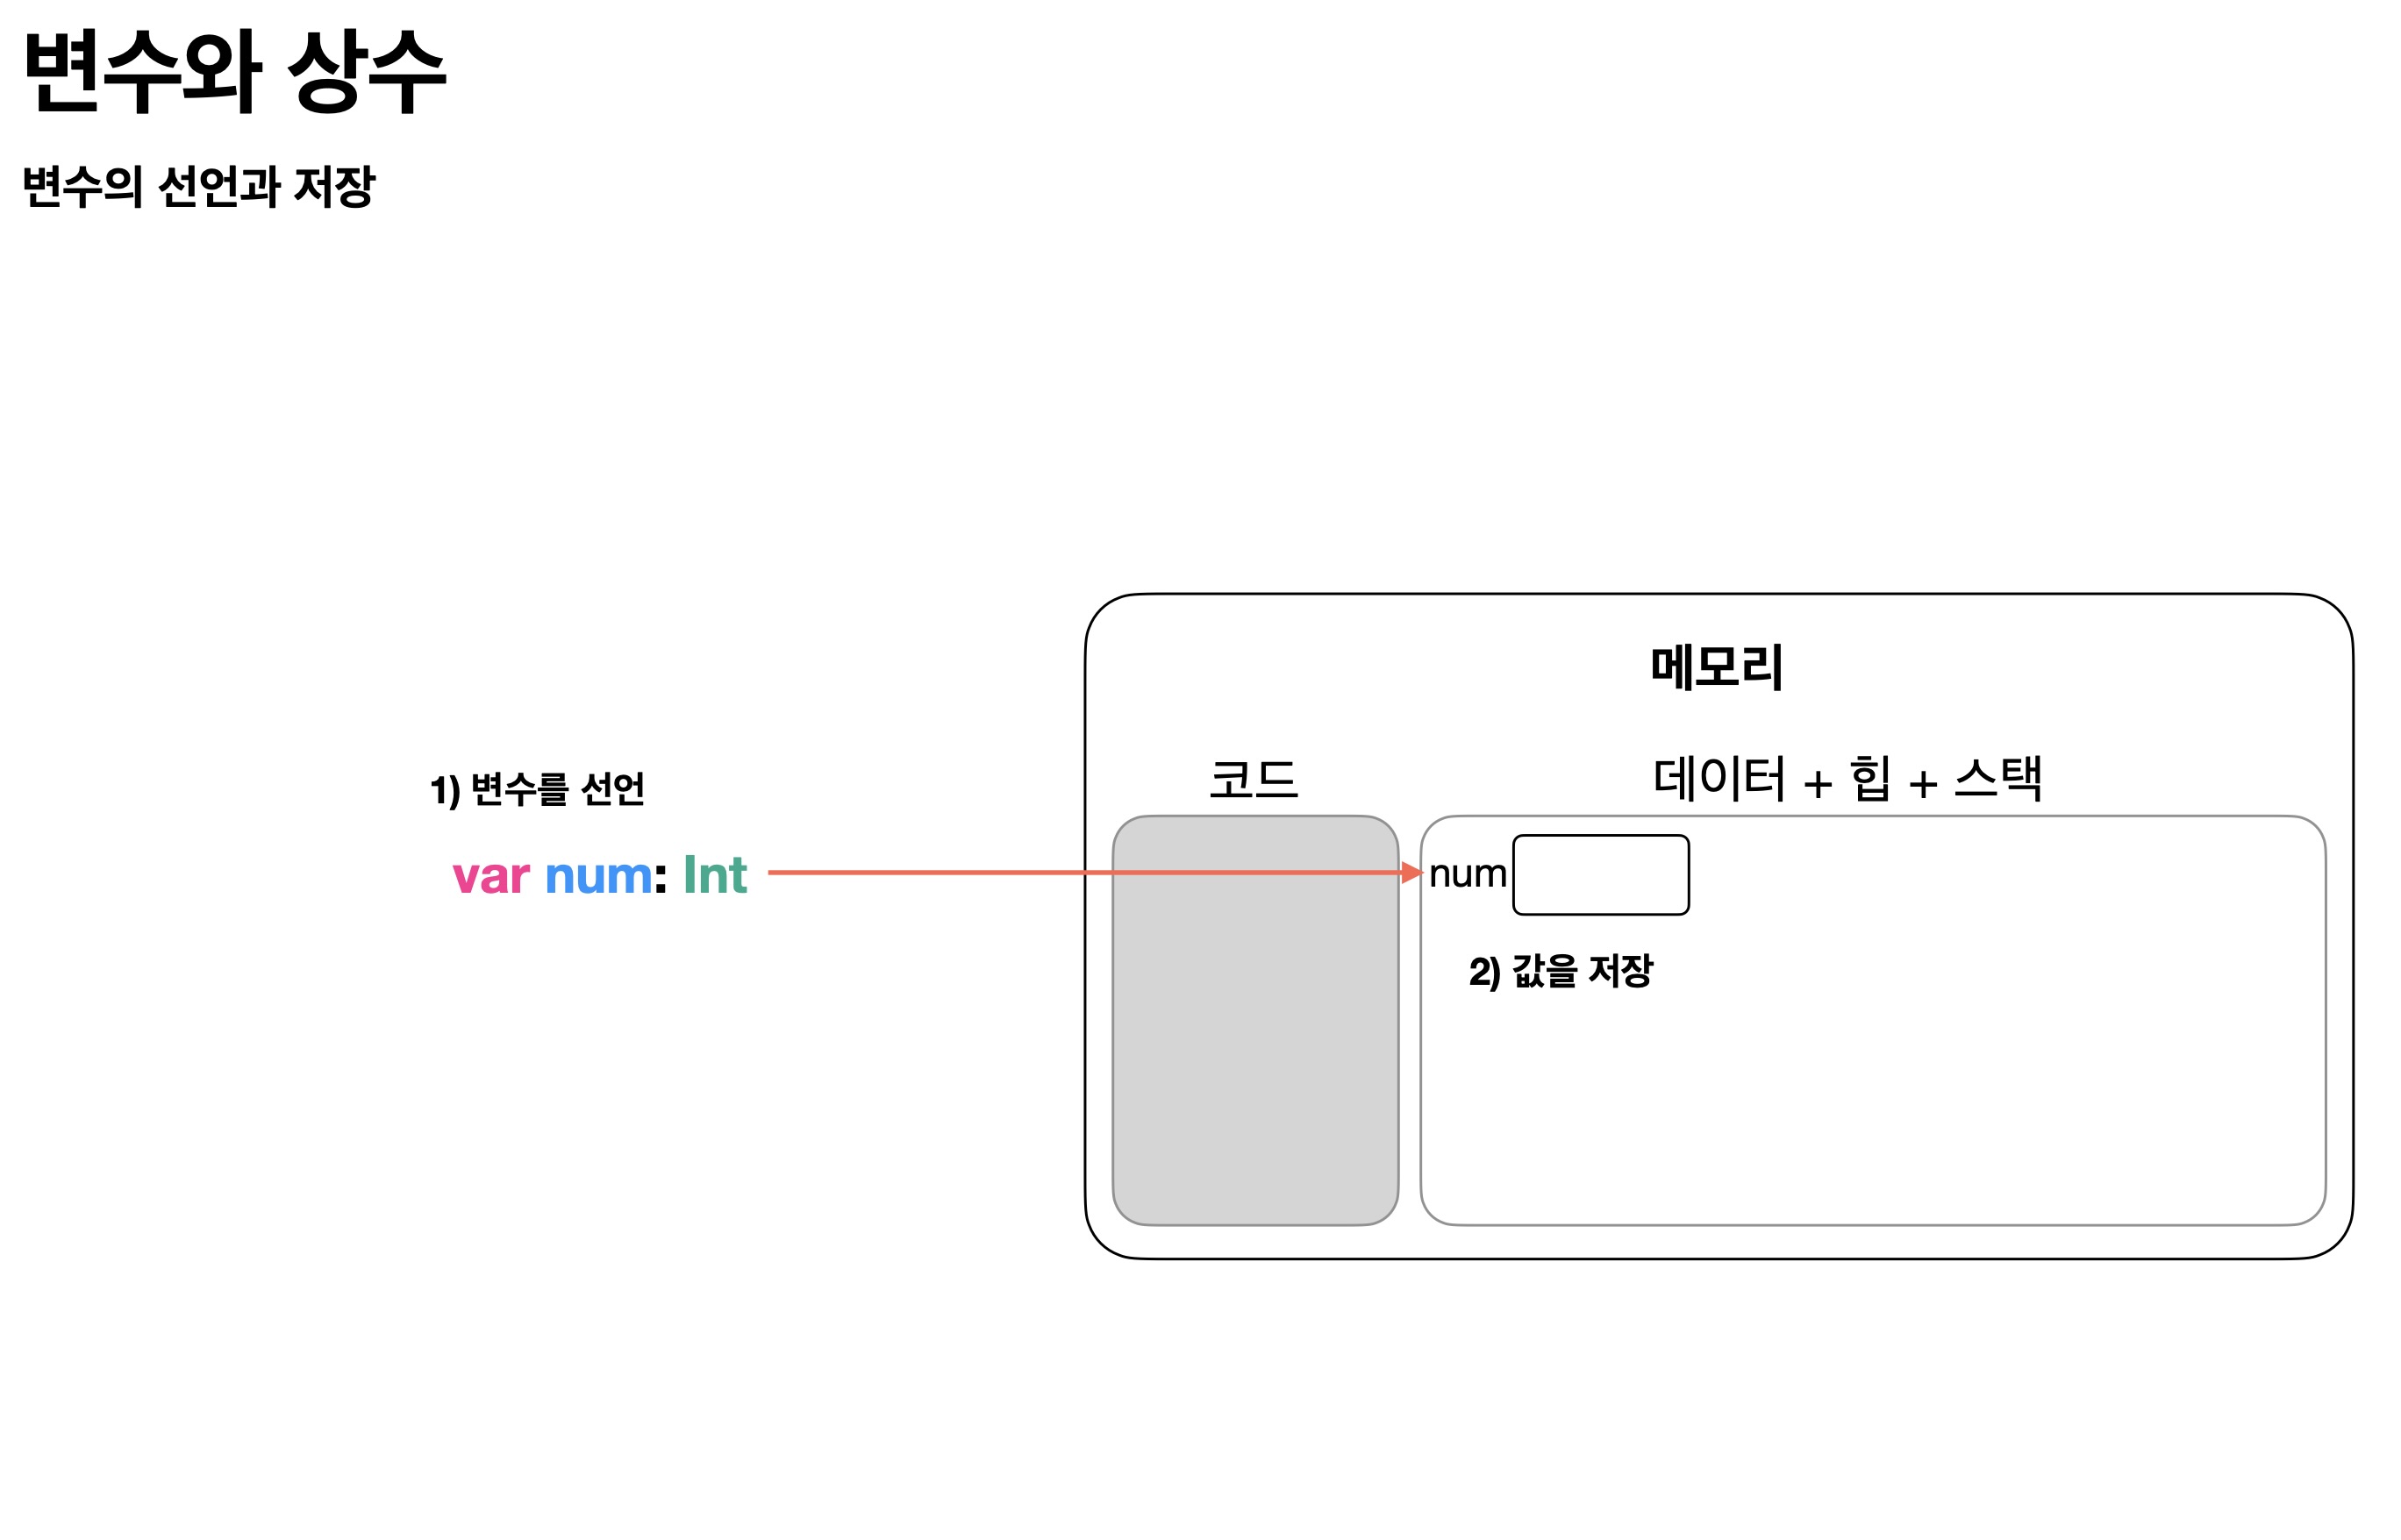 변수와 상수
변수의 선언과 저장
메모리
코드
데이터 + 힙 + 스택
1) 변수를 선언
var num: Int
num
2) 값을 저장